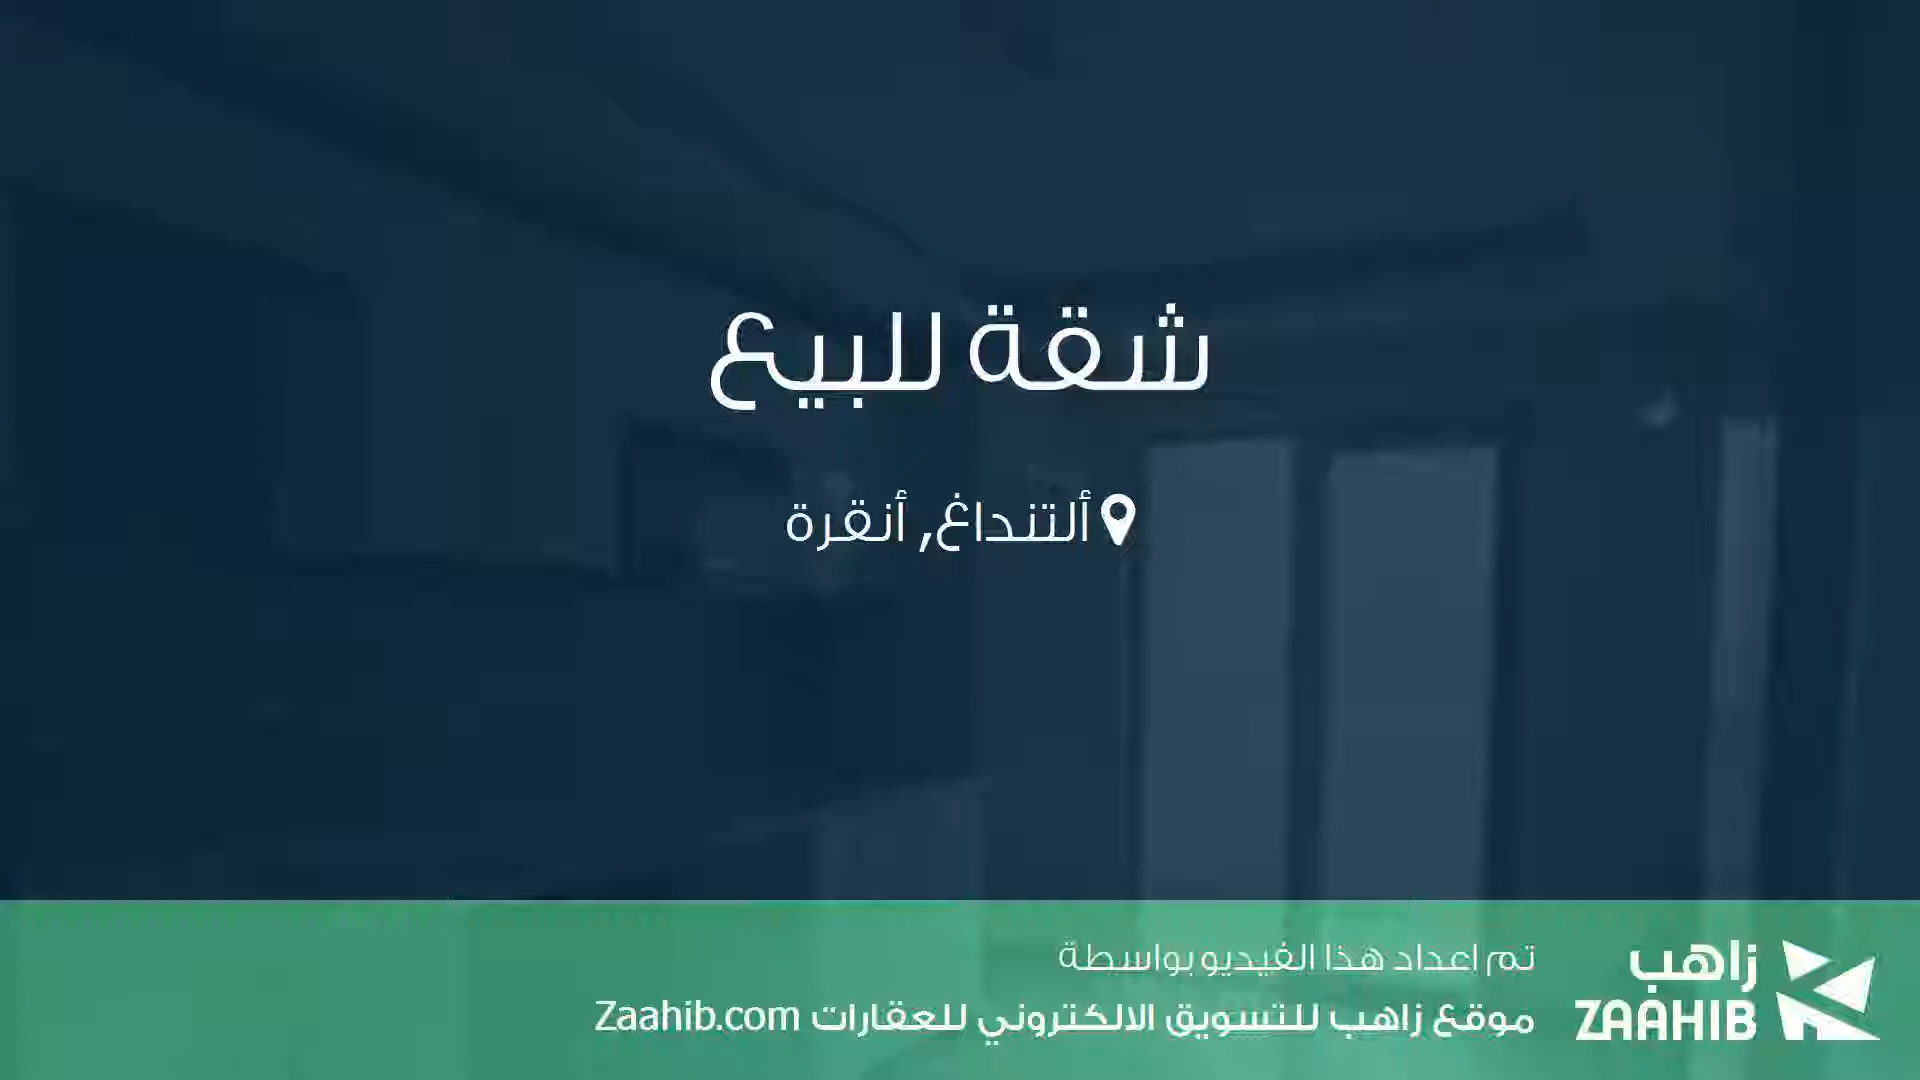 شقة للبيع
ألتنداغ, أنقرة
تم اعداد هذا الفيديو بواسطة
موقع زاهب للتسويق الالكتروني للعقارات Zaahib.com
زاهب
ZAAHIB